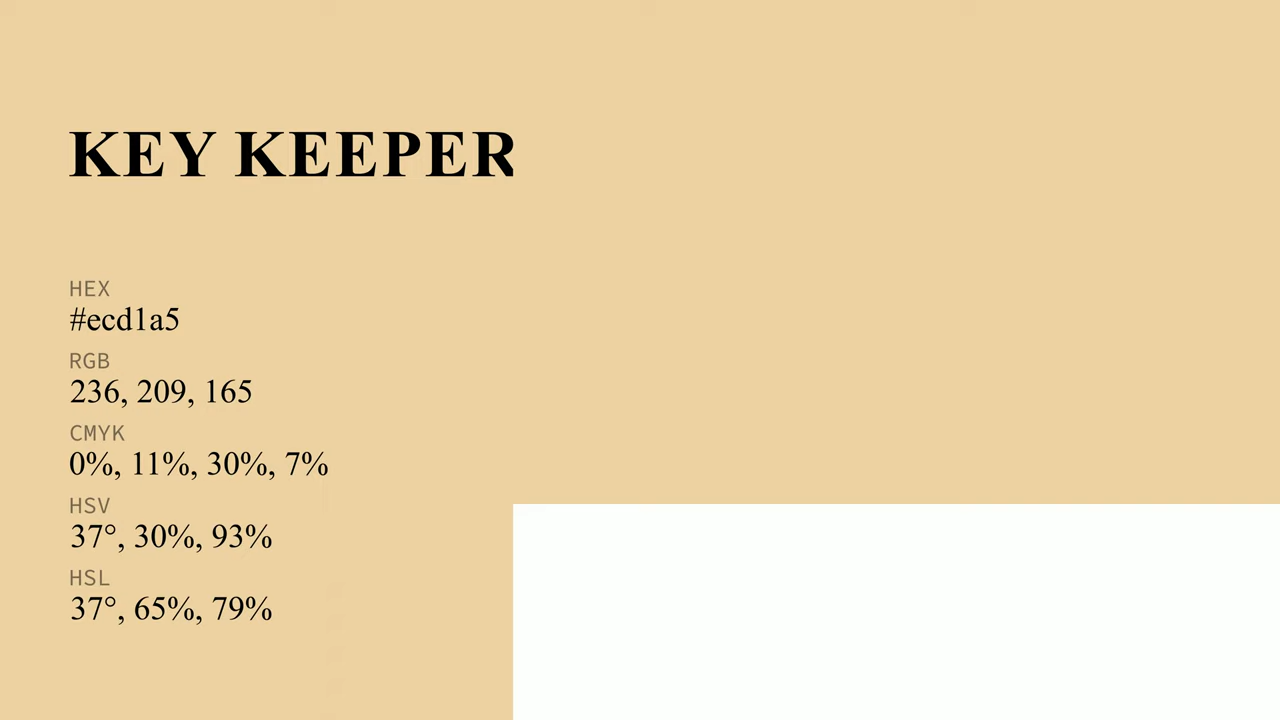 KEY KEEPER
HEX
#ecd1a5
RGB
236, 209, 165
CMYK
0%, 11%, 30%, 7%
HSV
37°, 30%, 93%
HSL
37°, 65%, 79%